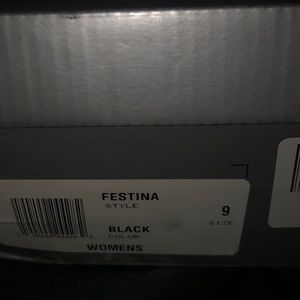 FESTINA
STYLE
9
SIZE
BLACK
COLOR
WOMENS